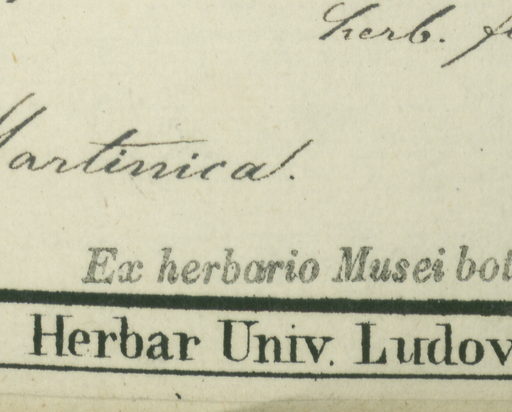 herb.
Martinica.
Ex herbario Musei bot
Herbar Univ. Ludov